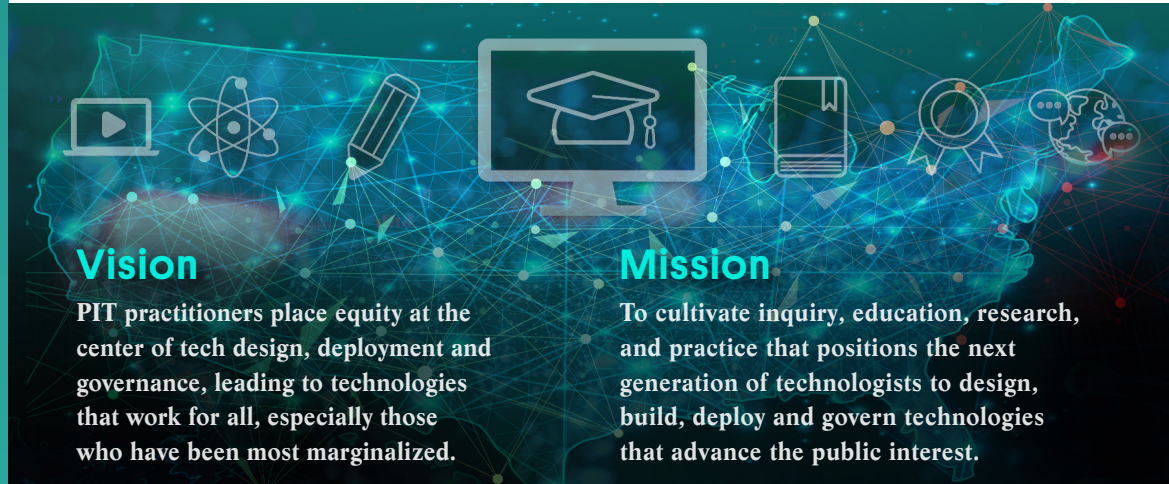 Vision
PIT practitioners place equity at the
center of tech design, deployment and
governance, leading to technologies
that work for all, especially those
who have been most marginalized.
Mission
To cultivate inquiry, education, research,
and practice that positions the next
generation of technologists to design,
build, deploy and govern technologies
that advance the public interest.